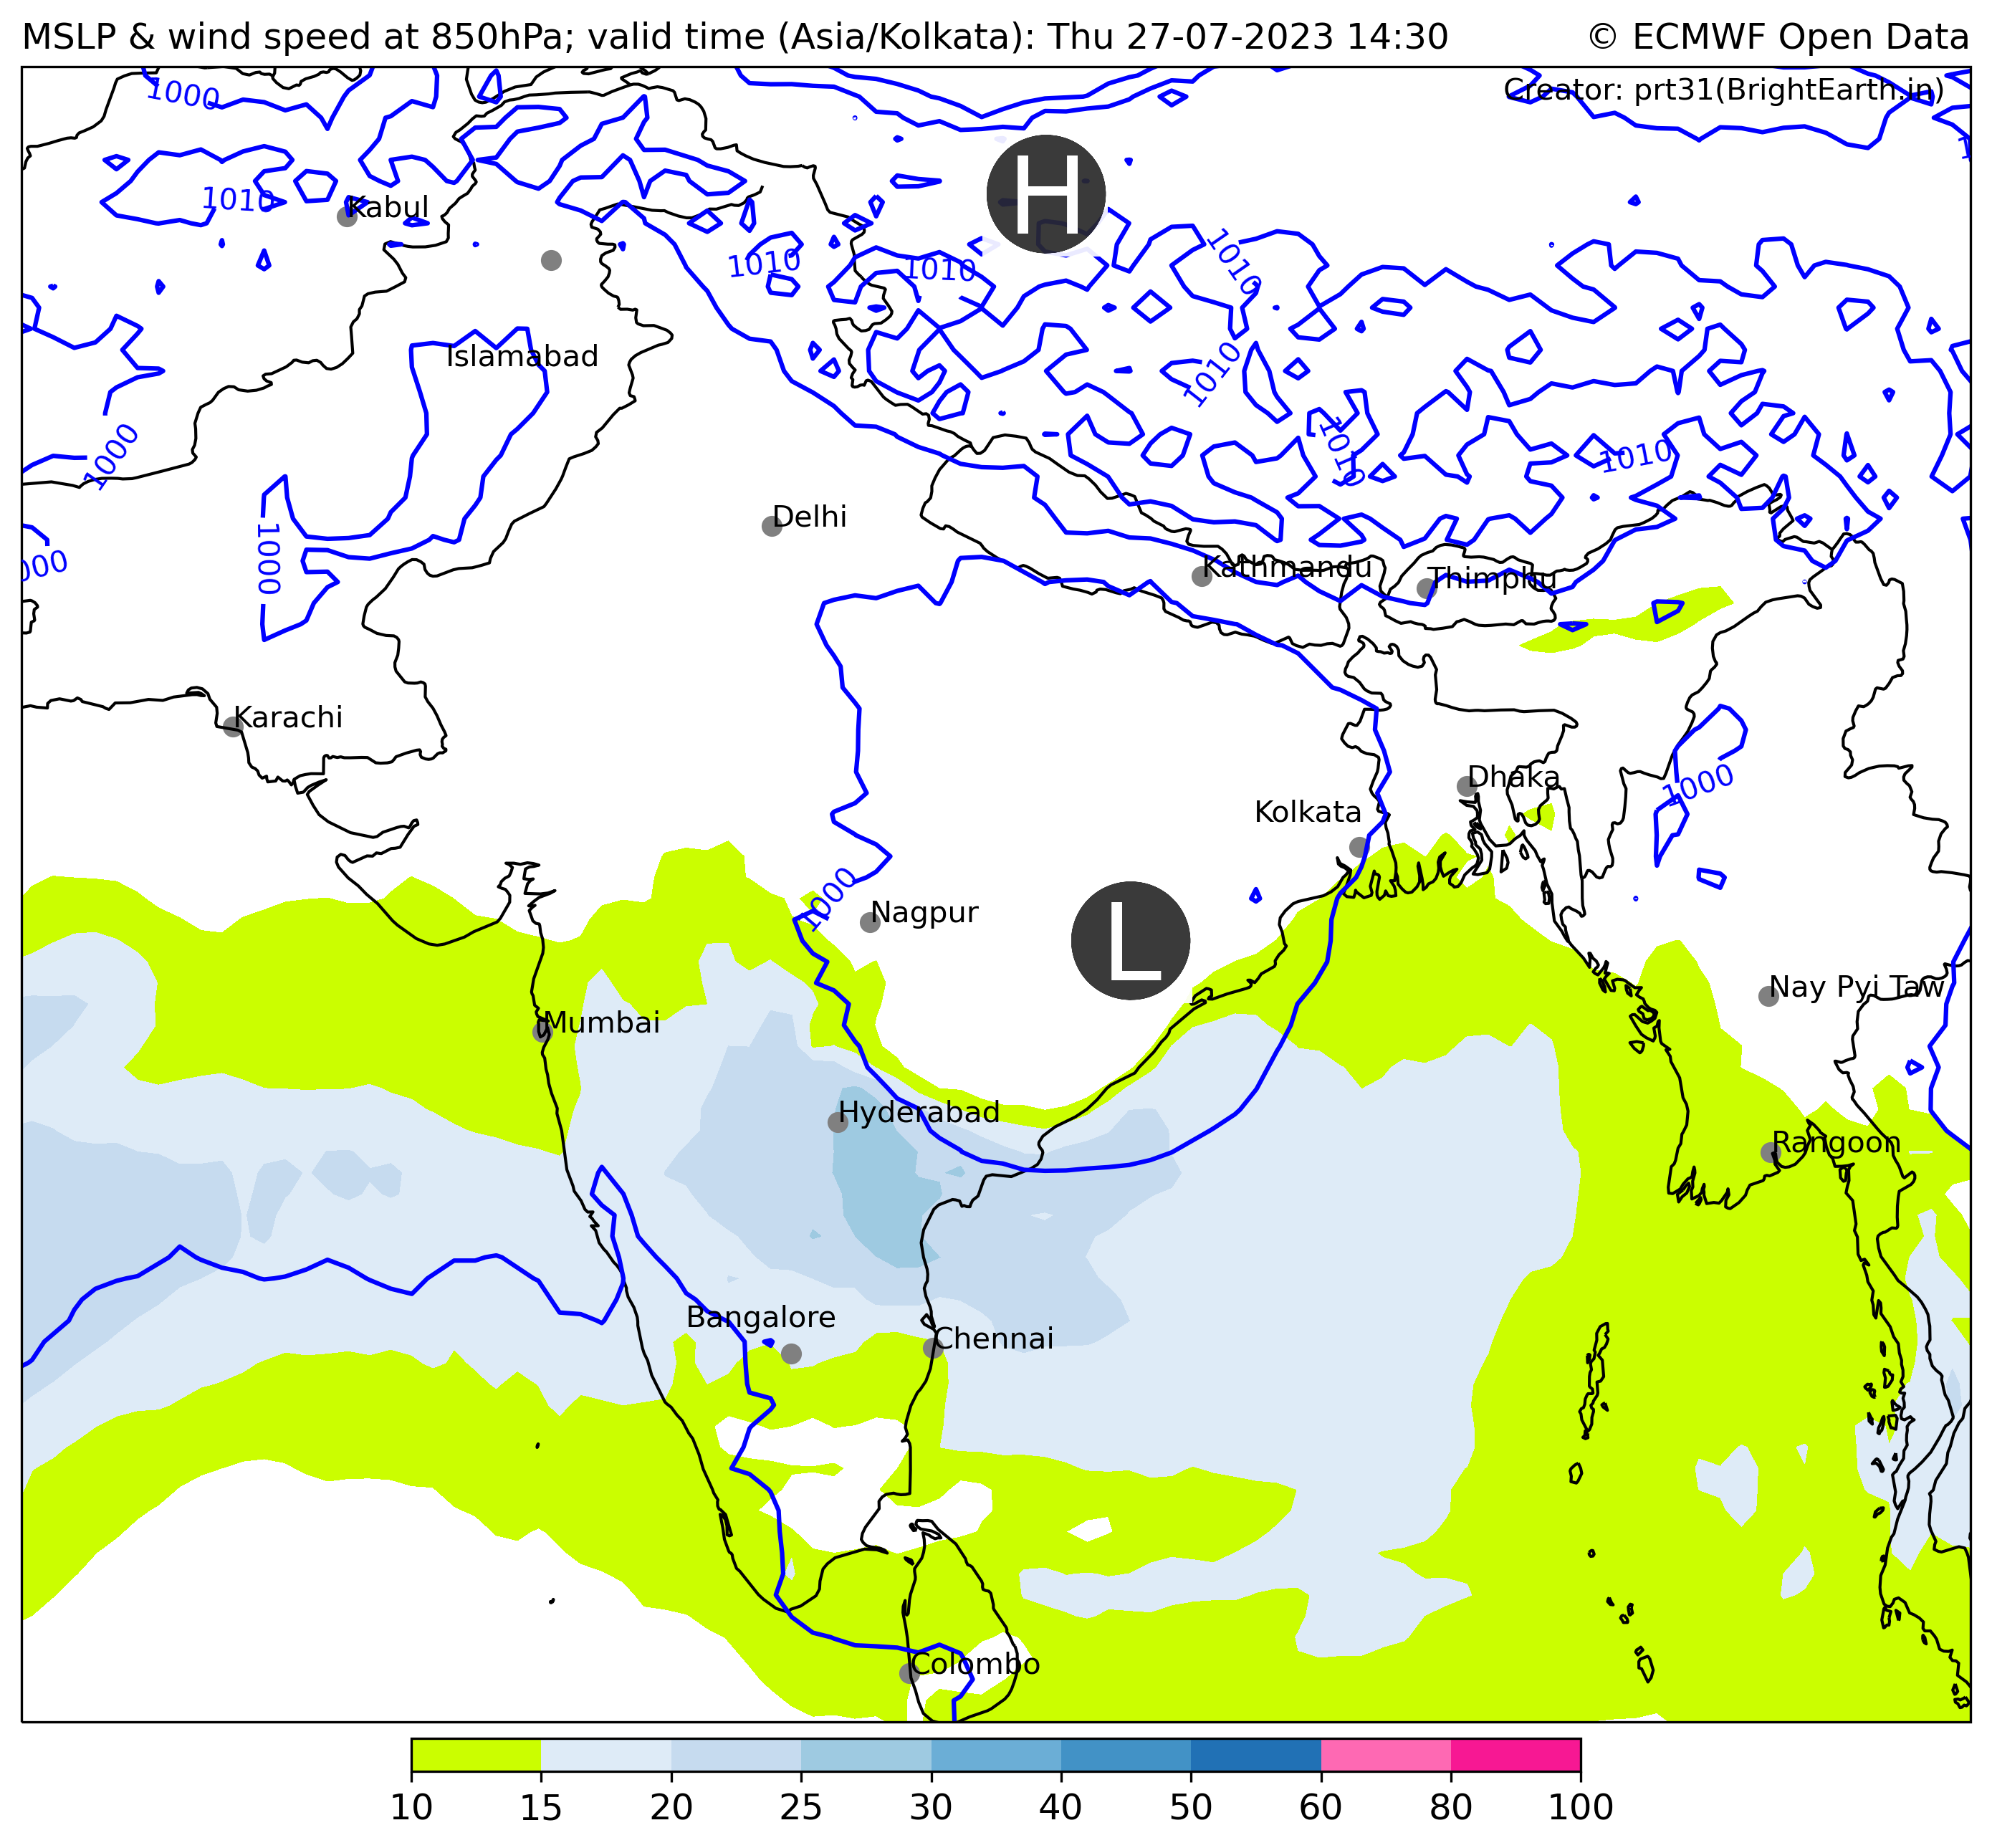 MSLP & wind speed at 850hPa; valid time (Asia/Kolkata): Thu 27-07-2023 14:30
© ECMWF Open Data
Creator: prt31(BrightEarth.in)
1000
H
1010
Kabul
1010
1010
1010
Islamabad
1010
1000
1010
1010
Delhi
1000
000
Kathmandu
Thimphu
Karachi
Dhaka
1000
Kolkata
1000
Nagpur
L
Nay Pyi Taw
Mumbai
Hyderabad
Rangoon
Bangalore
Chennai
Colombo
10 15 20 25 30 40 50 60 80 100